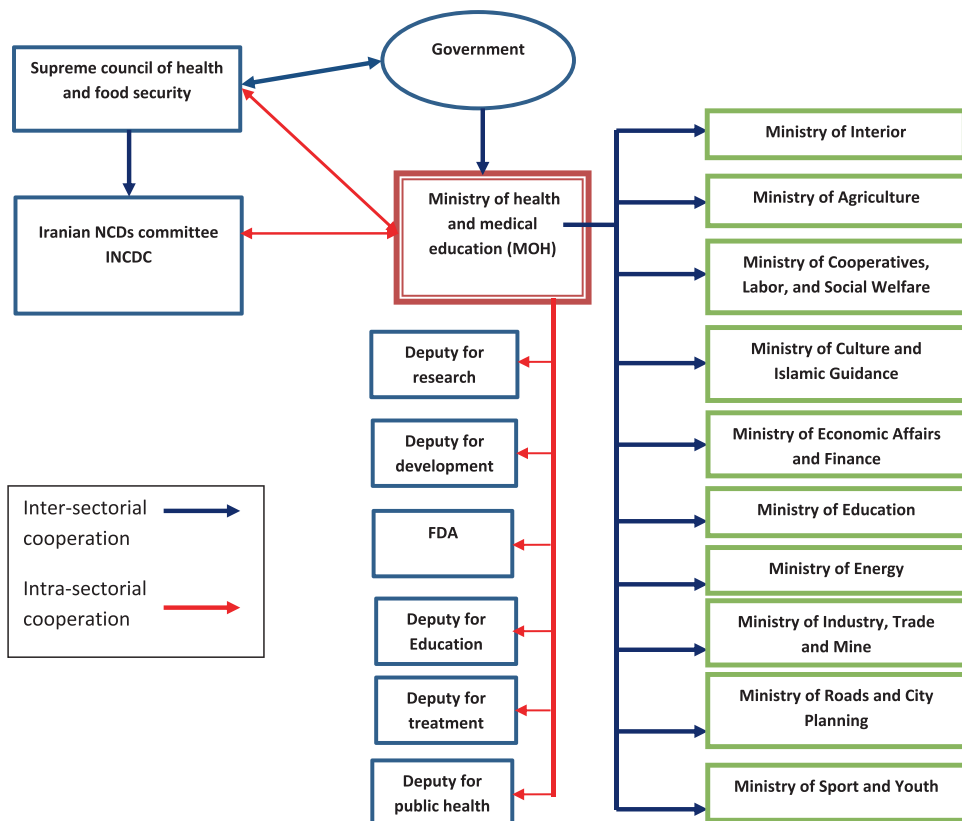 Government
Supreme council of health
and food security
Iranian NCDs committee
INCDC
Ministry of health
and medical
education (MOH)
Deputy for
research
Deputy for
development
FDA
Deputy for
Education
Deputy for
treatment
Deputy for
public health
Ministry of Interior
Ministry of Agriculture
Ministry of Cooperatives,
Labor, and Social Welfare
Ministry of Culture and
Islamic Guidance
Ministry of Economic Affairs
and Finance
Ministry of Education
Ministry of Energy
Ministry of Industry, Trade
and Mine
Ministry of Roads and City
Planning
Ministry of Sport and Youth
Inter-sectorial
cooperation
Intra-sectorial
cooperation